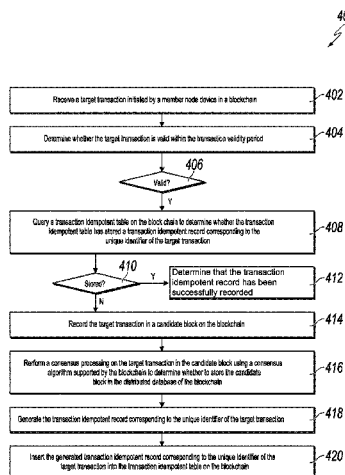 40
Receive a target transaction initiated by a member node device in a blockchain
402
Determine whether the target transaction is valid within the transaction validity period
404
406
Valid?
Y
Query a transaction idempotent table on the block chain to determine whether the transaction
idempotent table has stored a transaction idempotent record corresponding to the
unique identifier of the target transaction
408
410
Stored?
Y
Determine that the transaction
idempotent record has been
successfully recorded
412
N
Record the target transaction in a candidate block on the blockchain
414
Perform a consensus processing on the target transaction in the candidate block using a consensus
algorithm supported by the blockchain to determine whether to store the candidate
block in the distributed database of the blockchain
416
Generate the transaction idempotent record corresponding to the unique identifier of the target transaction
418
Insert the generated transaction idempotent record corresponding to the unique identifier of the
target transaction into the transaction idempotent table on the blockchain
420